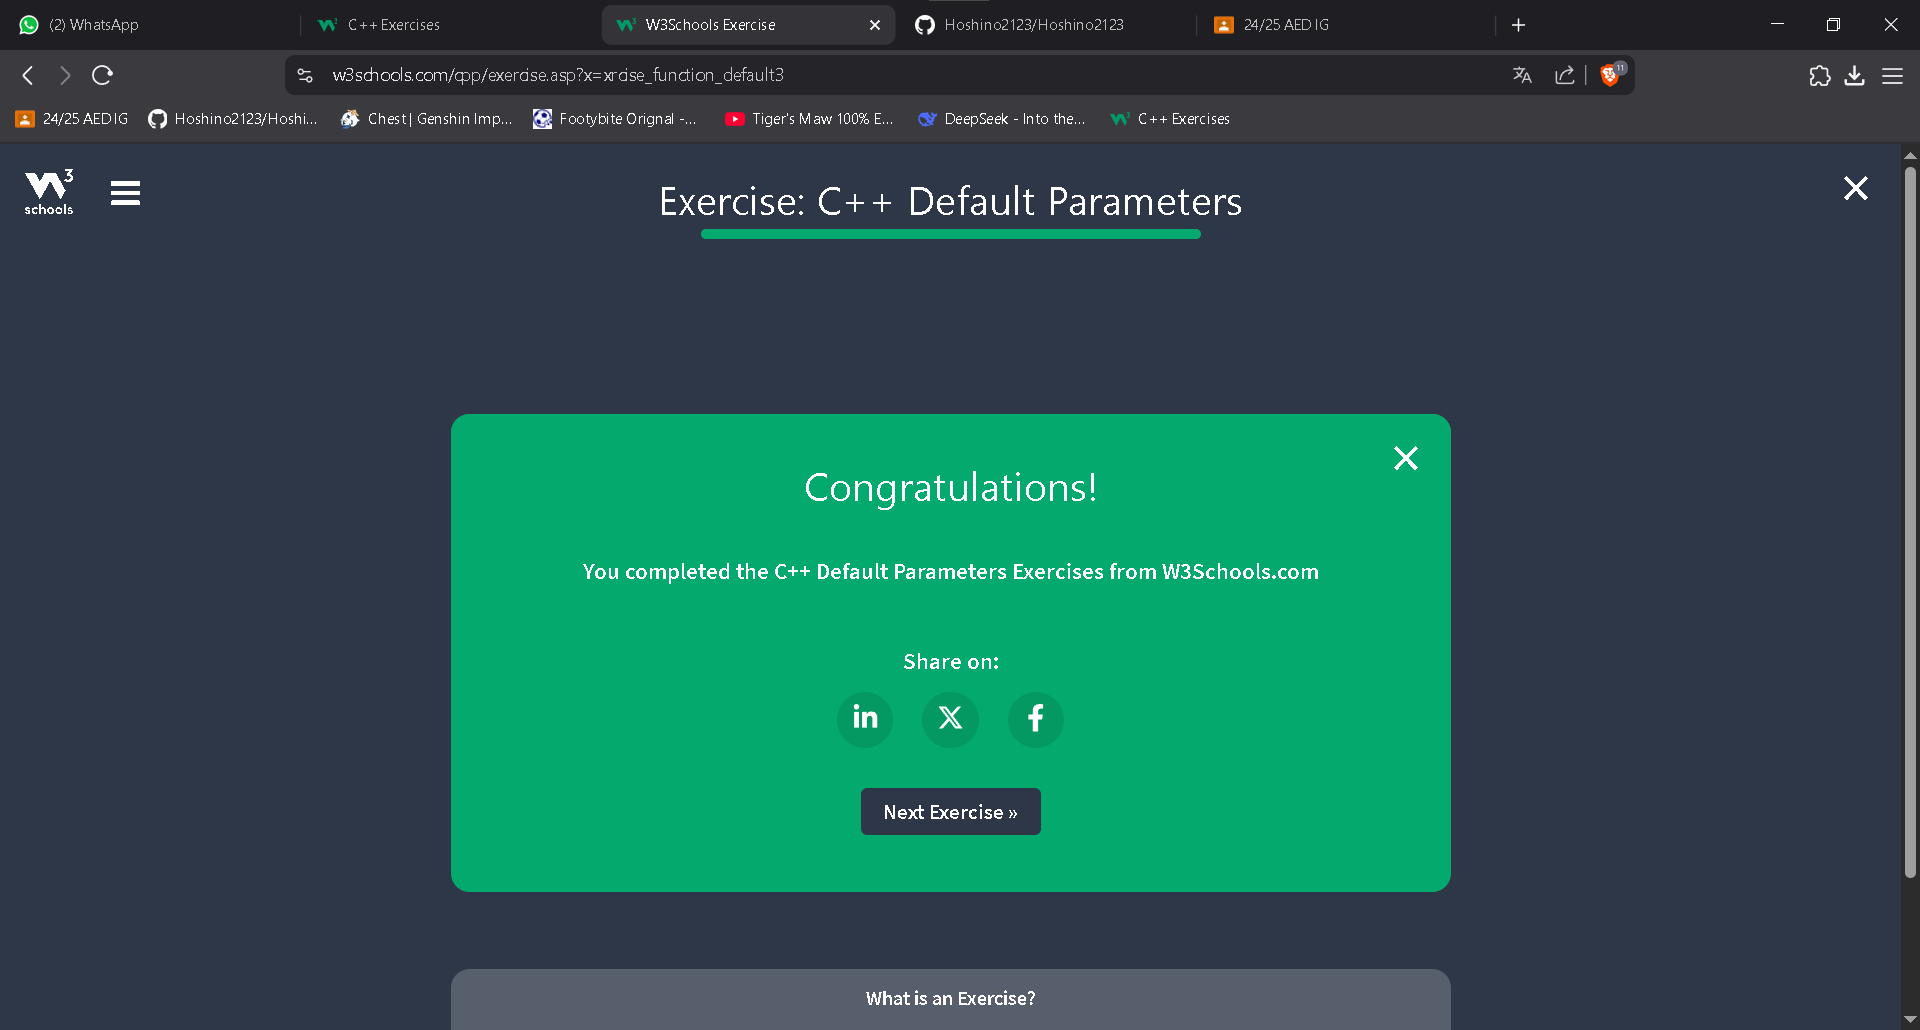 (2) WhatsApp
C++ Exercises
W3Schools Exercise
Hoshino2123/Hoshino2123
24/25 AED IG
w3schools.com/cpp/exercise.asp?x=xrcise_function_default3
11
24/25 AED IG
Hoshino2123/Hoshi...
Chest | Genshin Imp...
Footybite Orignal -...
Tiger's Maw 100% E...
DeepSeek - Into the...
C++ Exercises
W3
schools
Exercise: C++ Default Parameters
Congratulations!
You completed the C++ Default Parameters Exercises from W3Schools.com
Share on:
in
X
f
Next Exercise »
What is an Exercise?